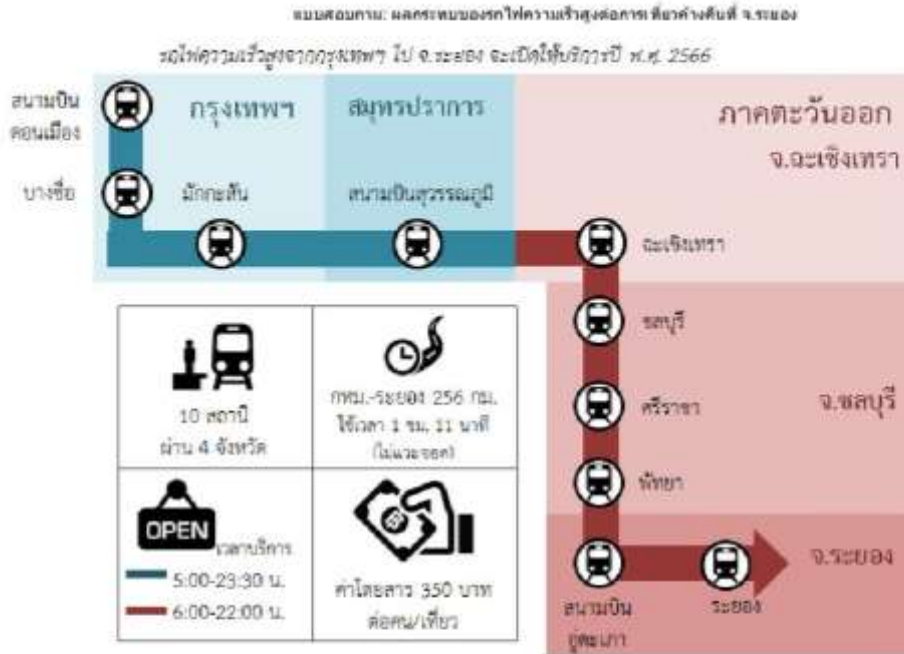 แบบสอบถาม: ผลกระทบของรถไฟความเร็วสูงต่อการเที่ยวค้างคืนที่ จ.ระยอง
รถไฟความเร็วสูงจากกรุงเทพฯ ไป จ.ระยอง จะเปิดให้บริการปี พ.ศ. 2566
สนามบิน
ดอนเมือง
กรุงเทพฯ
สมุทรปราการ
ภาคตะวันออก
จ.ฉะเชิงเทรา
บางซื่อ
มักกะสัน
สนามบินสุวรรณภูมิ
ฉะเชิงเทรา
ชลบุรี
ศรีราชา
จ.ชลบุรี
พัทยา
10 สถานี
ผ่าน 4 จังหวัด
กทม.-ระยอง 256 กม.
ใช้เวลา 1 ชม. 11 นาที
(ไม่แวะจอด)
OPEN
เวลาบริการ
5:00-23:30 น.
6:00-22:00 น.
ค่าโดยสาร 350 บาท
ต่อคน/เที่ยว
จ.ระยอง
สนามบิน
อู่ตะเภา
ระยอง